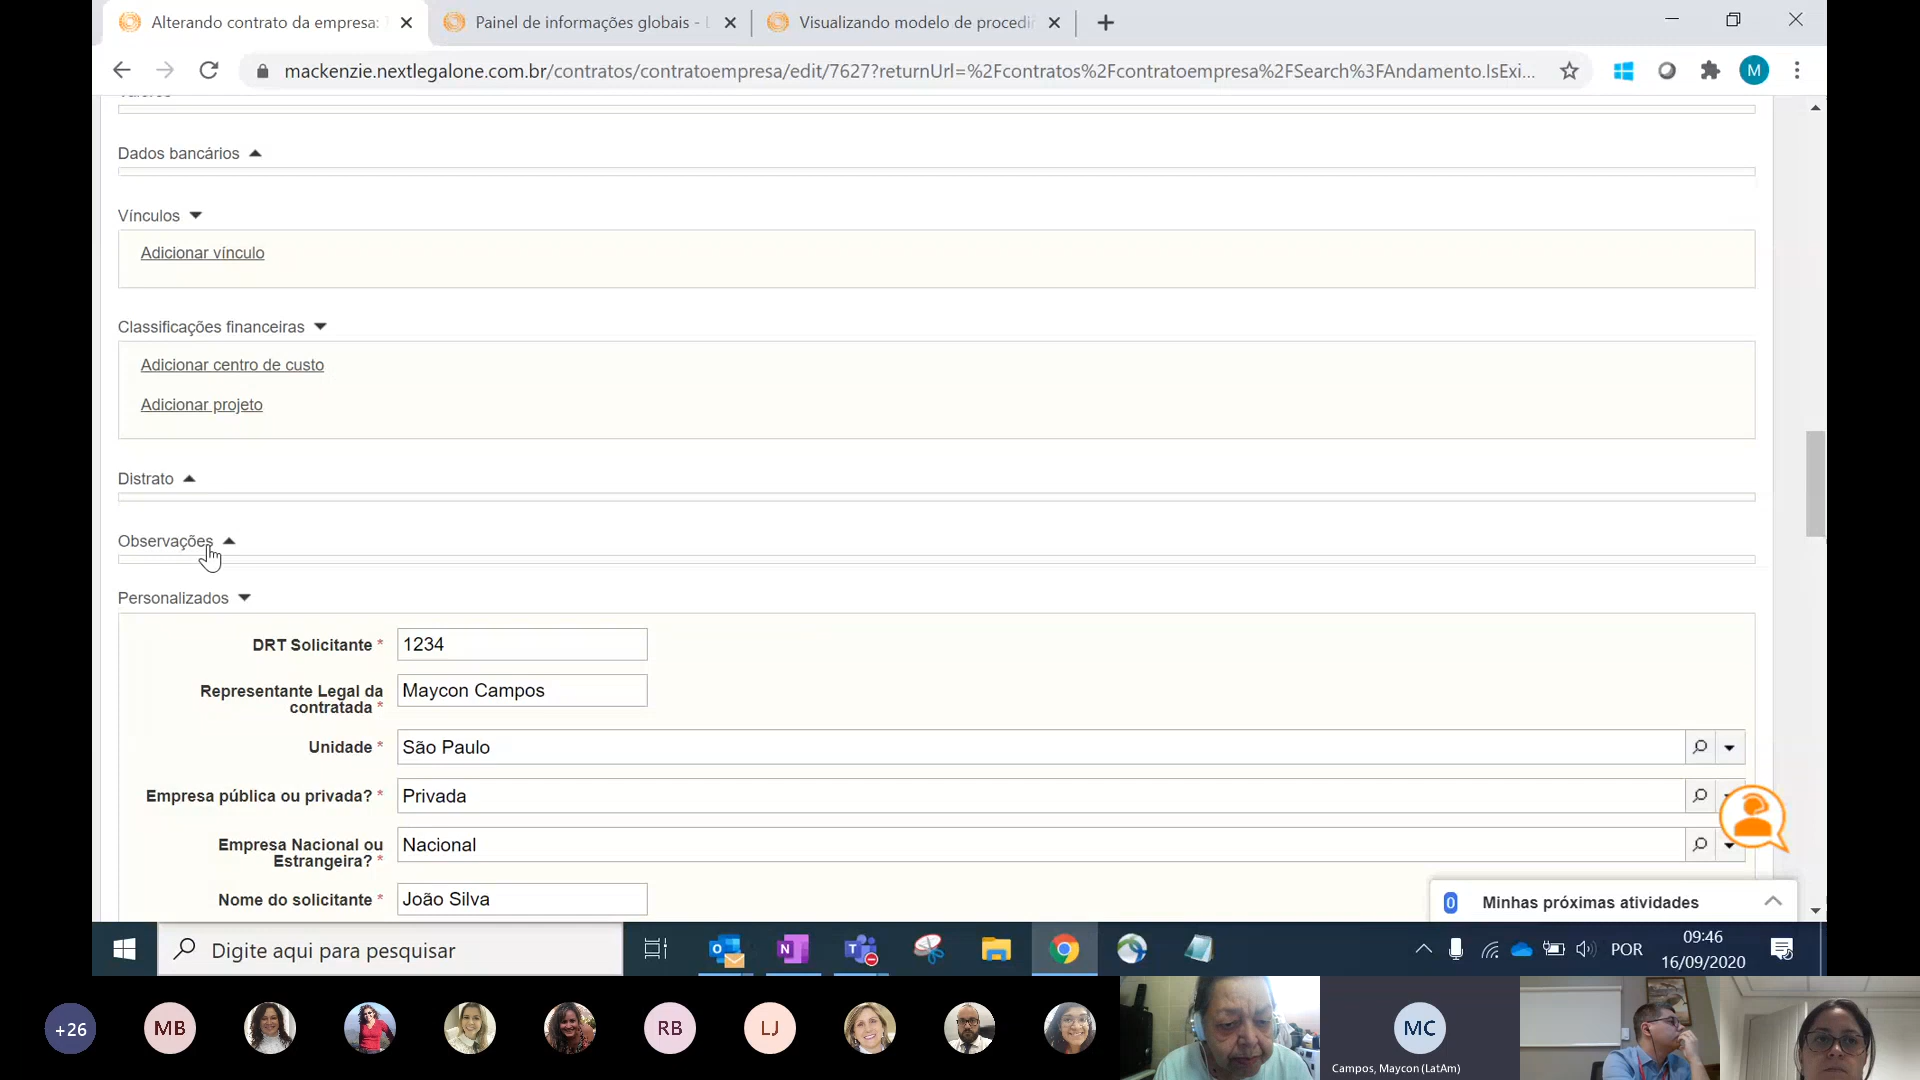 Alterando contrato da empresa:
Painel de informações globais -
Visualizando modelo de procedi
mackenzie.nextlegalone.com.br/contratos/contratoempresa/edit/7627?returnUrl=%2Fcontratos%2Fcontratoempresa%2FSearch%3FAndamento.IsExi...
M
Dados bancários
Vínculos
Adicionar vínculo
Classificações financeiras
Adicionar centro de custo
Adicionar projeto
Distrato
Observações
Personalizados
DRT Solicitante * 1234
Representante Legal da
contratada * Maycon Campos
Unidade * São Paulo
Empresa pública ou privada? * Privada
Empresa Nacional ou
Estrangeira? * Nacional
Nome do solicitante * João Silva
0 Minhas próximas atividades
Digite aqui para pesquisar
POR
09:46
16/09/2020
+26
MB
RB
LJ
MC
Campos, Maycon (LatAm)